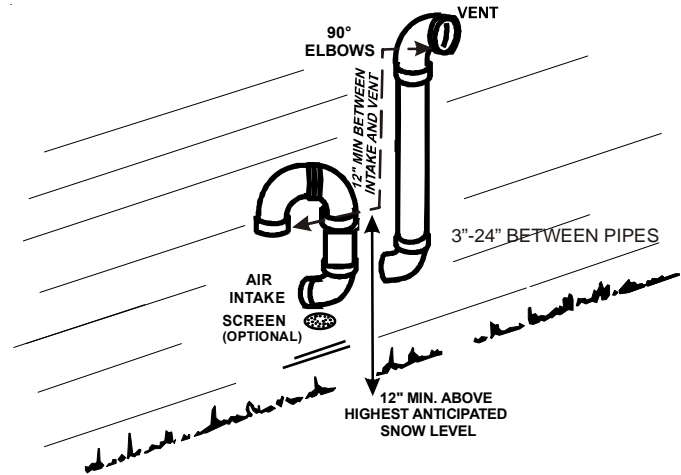 VENT
90°
ELBOWS
12" MIN BETWEEN
INTAKE AND VENT
3"-24" BETWEEN PIPES
AIR
INTAKE
SCREEN
(OPTIONAL)
12" MIN. ABOVE
HIGHEST ANTICIPATED
SNOW LEVEL